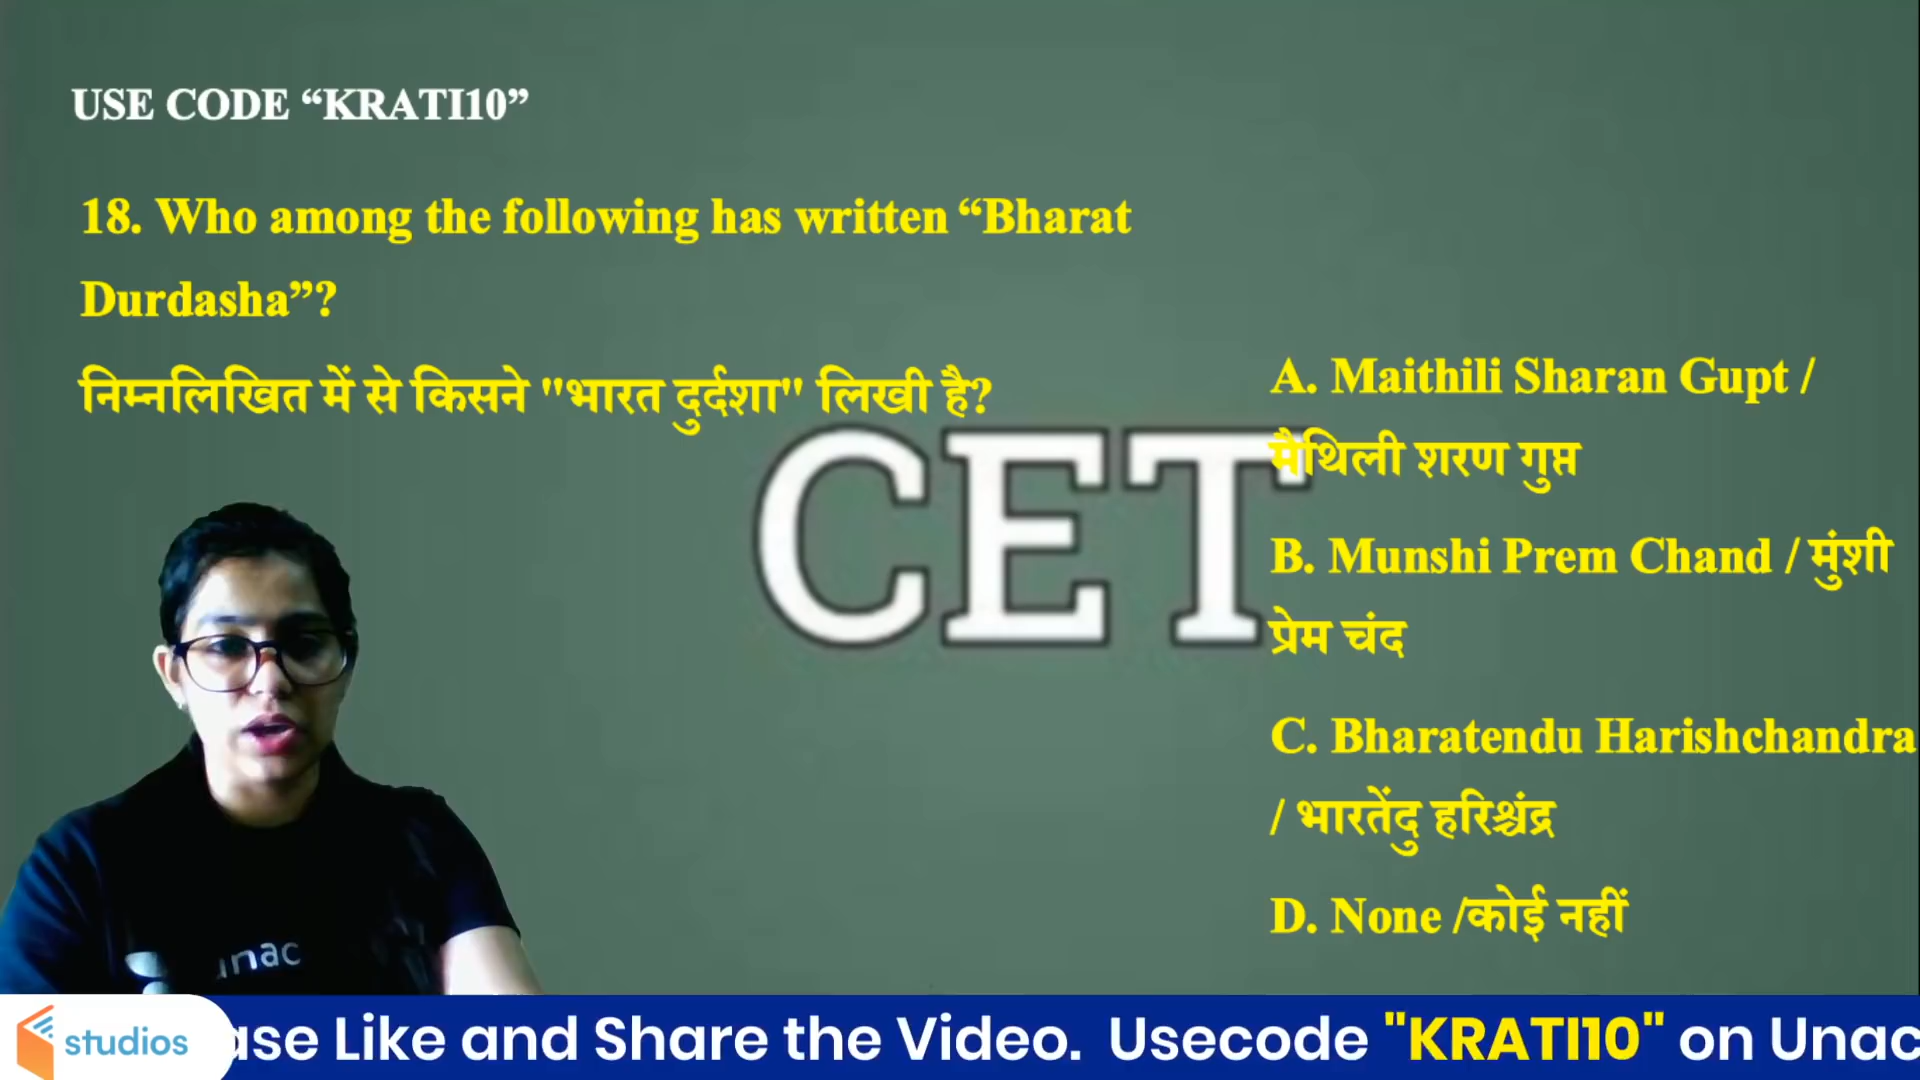 USE CODE “KRATI10”
18. Who among the following has written “Bharat
Durdasha”?
निम्नलिखित में से किसने "भारत दुर्दशा" लिखी है?
CET
A. Maithili Sharan Gupt /
मैथिली शरण गुप्त
B. Munshi Prem Chand / मुंशी
प्रेम चंद
C. Bharatendu Harishchandra
/ भारतेंदु हरिश्चंद्र
D. None /कोई नहीं
unac
studios
ase Like and Share the Video. Usecode "KRATI10" on Unac